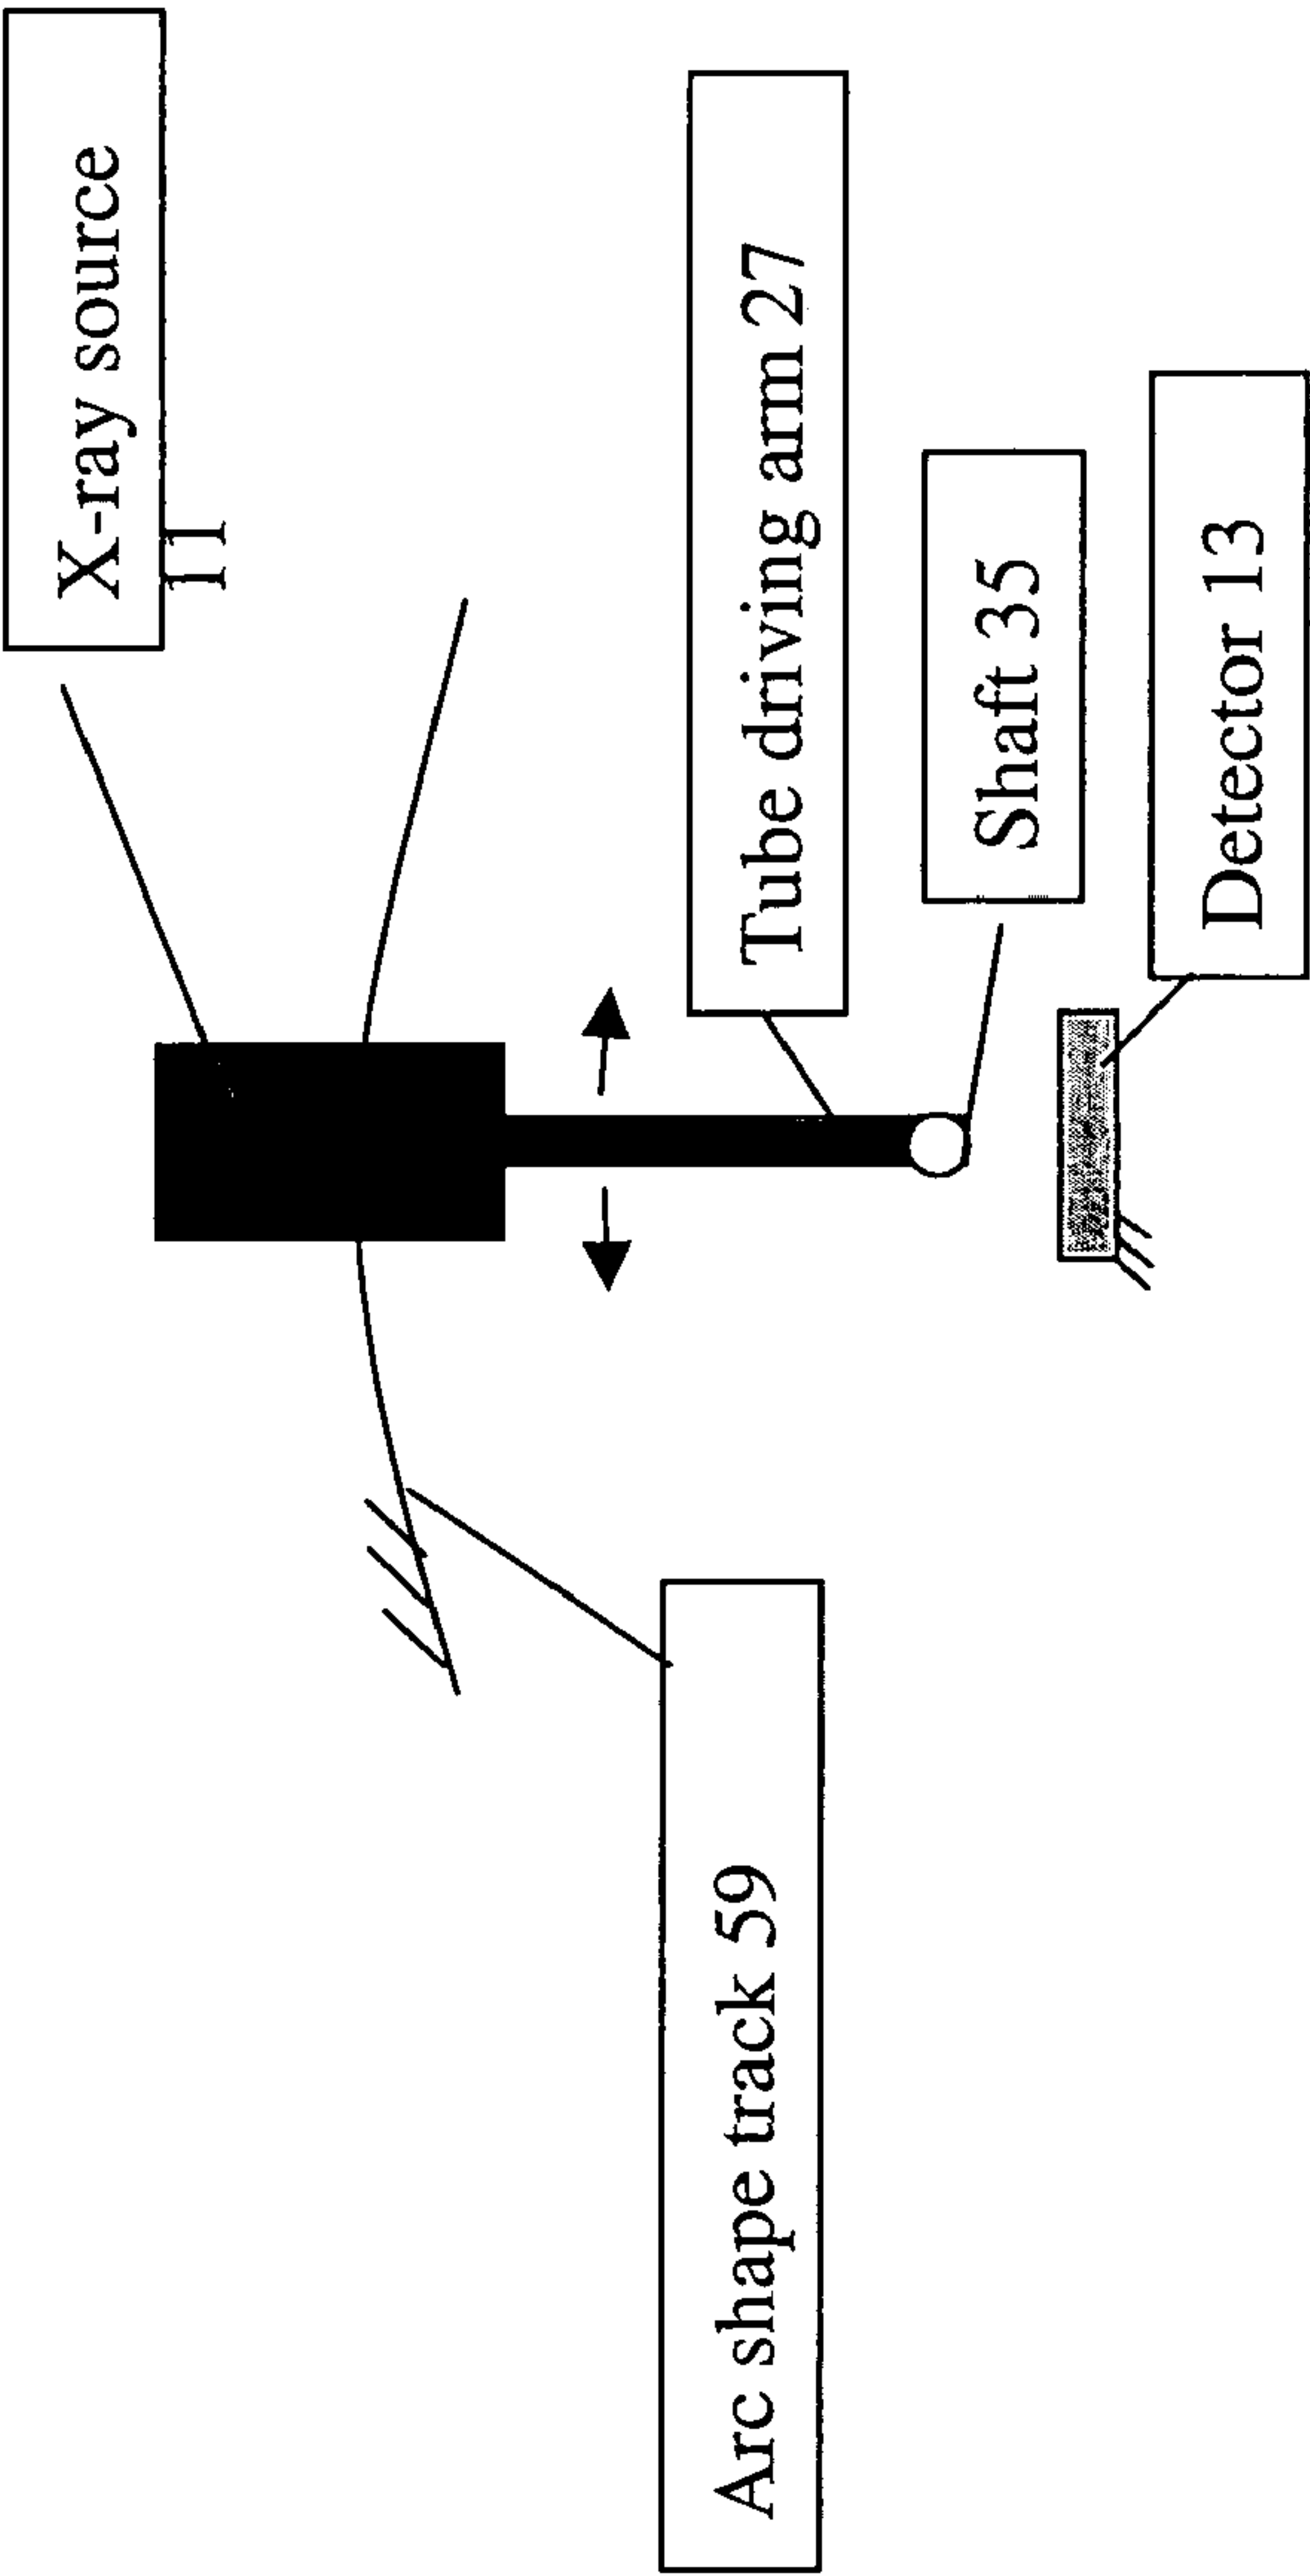 X-ray source
11
Tube driving arm 27
Shaft 35
Detector 13
Arc shape track 59